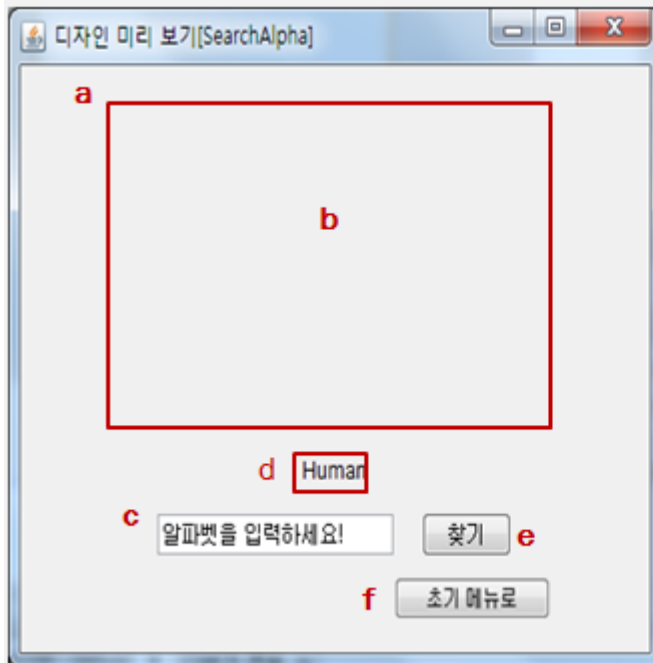 디자인 미리 보기[SearchAlpha]
a
b
d Human
c 알파벳을 입력하세요! 찾기 e
f 초기 메뉴로